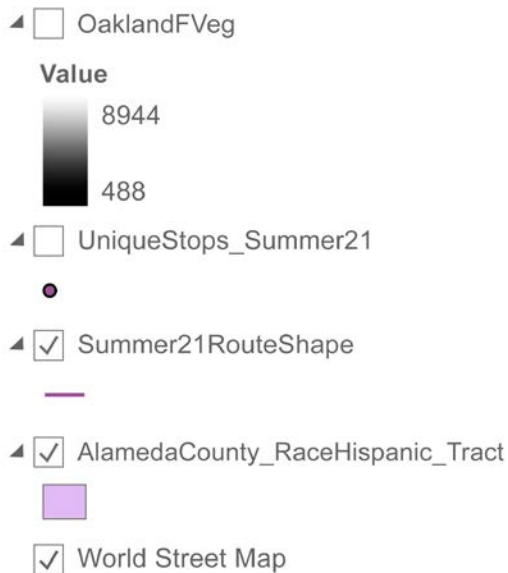 OaklandFVeg
Value
8944
488
UniqueStops_Summer21
Summer21RouteShape
AlamedaCounty_RaceHispanic_Tract
World Street Map